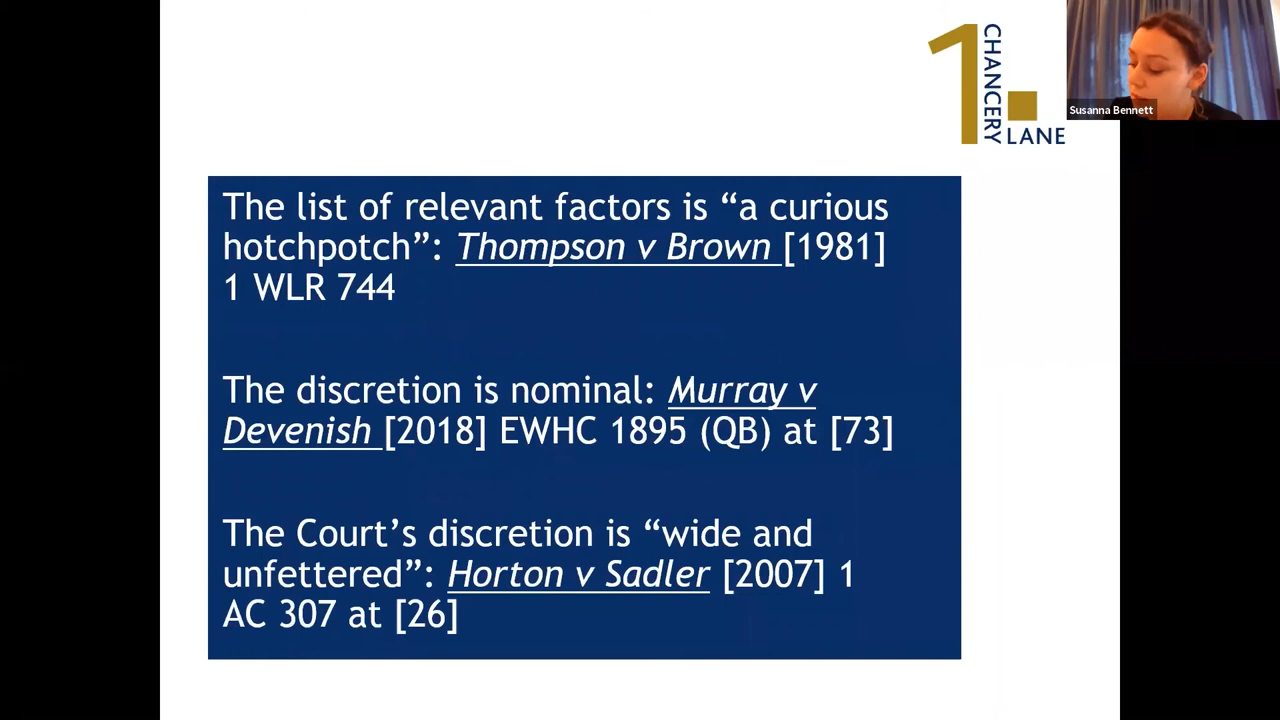 1 CHANCERY LANE
Susanna Bennett
The list of relevant factors is “a curious
hotchpotch”: Thompson v Brown [1981]
1 WLR 744
The discretion is nominal: Murray v
Devenish [2018] EWHC 1895 (QB) at [73]
The Court’s discretion is “wide and
unfettered”: Horton v Sadler [2007] 1
AC 307 at [26]